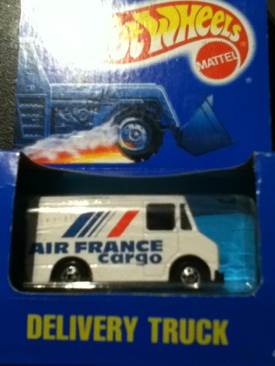 Hot Wheels
MATTEL
AIR FRANCE
cargo
DELIVERY TRUCK